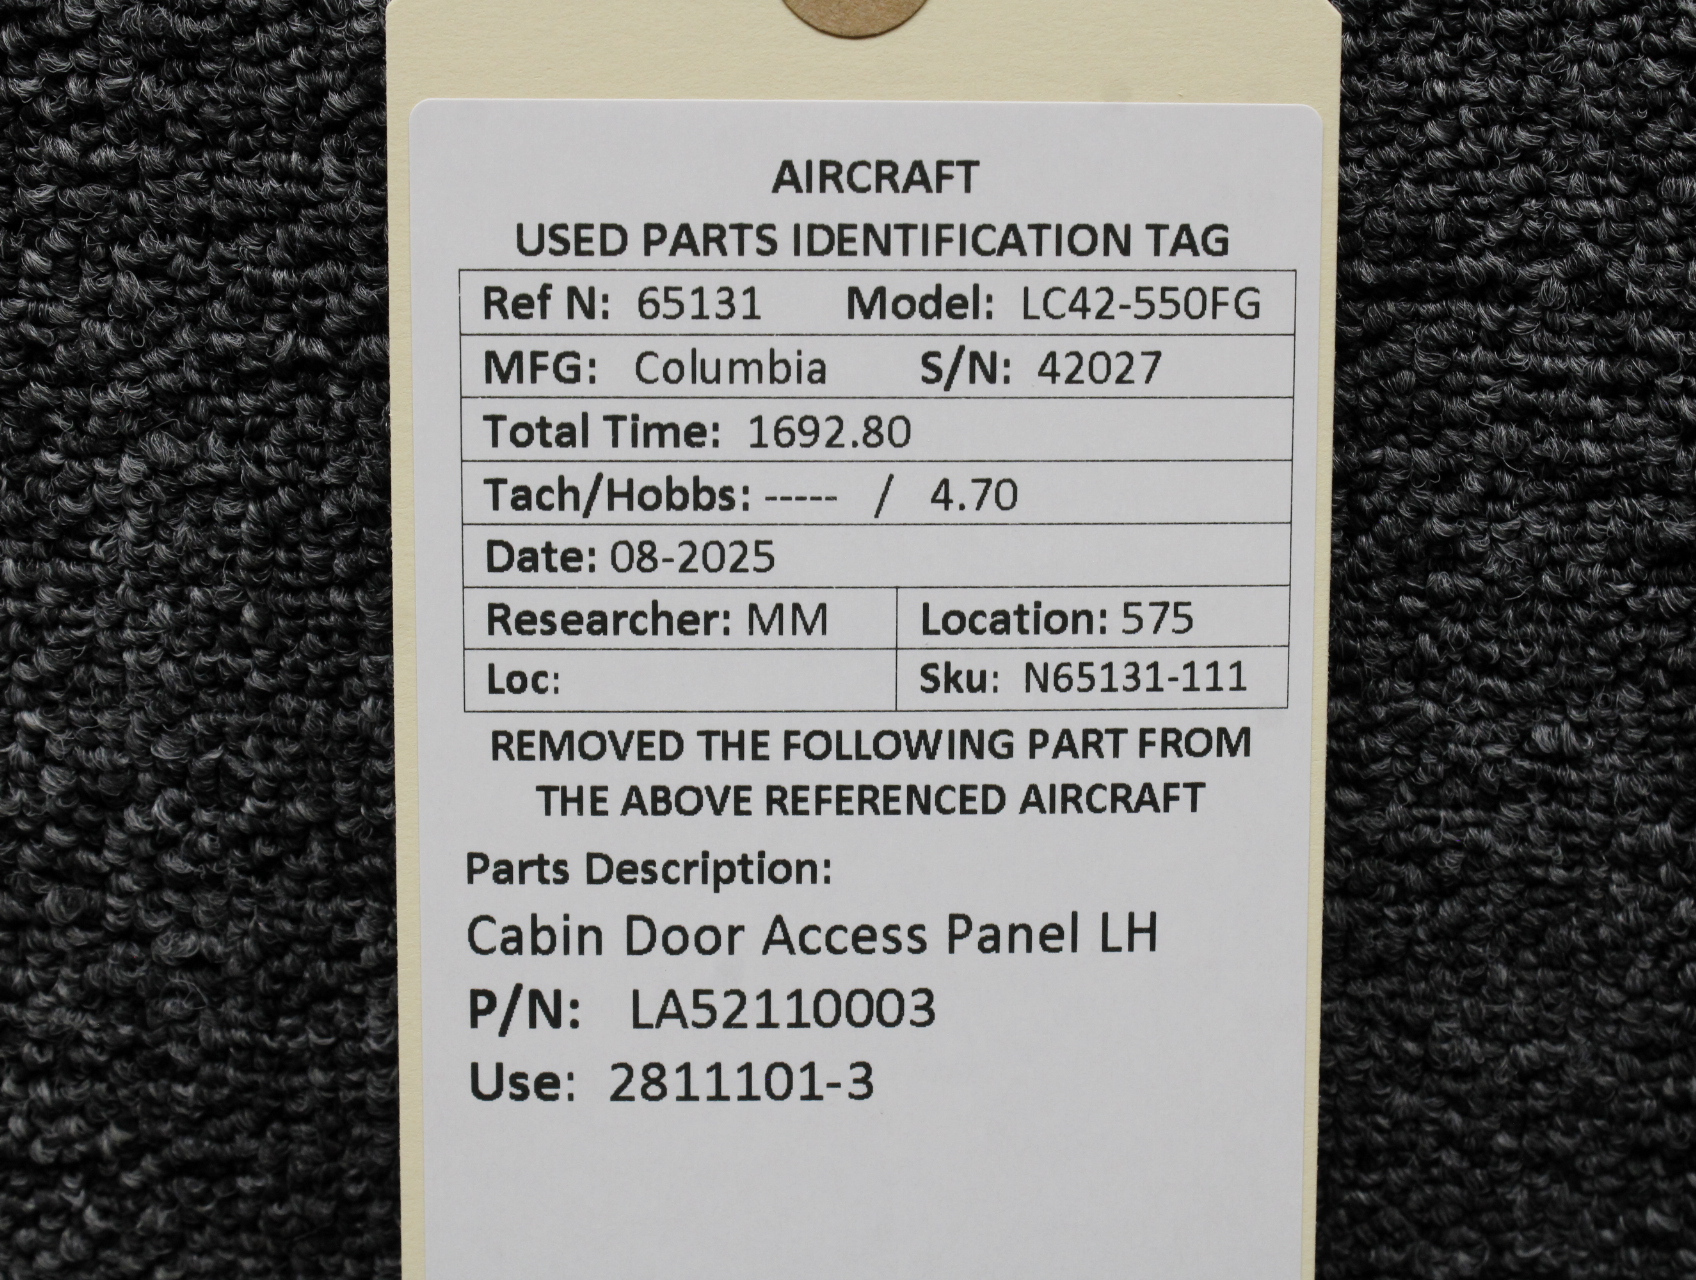 AIRCRAFT
USED PARTS IDENTIFICATION TAG
Ref N: 65131 Model: LC42-550FG
MFG: Columbia S/N: 42027
Total Time: 1692.80
Tach/Hobbs: ----- / 4.70
Date: 08-2025
Researcher: MM Location: 575
Loc: Sku: N65131-111
REMOVED THE FOLLOWING PART FROM
THE ABOVE REFERENCED AIRCRAFT
Parts Description:
Cabin Door Access Panel LH
P/N: LA52110003
Use: 2811101-3